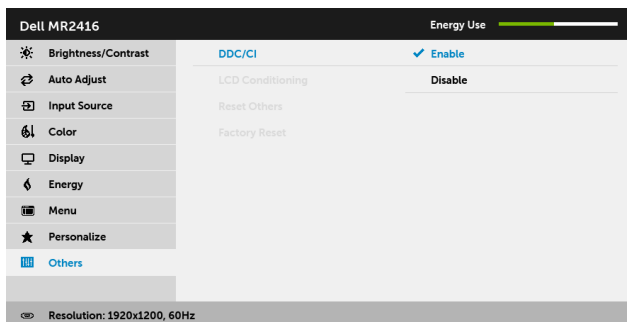 Dell MR2416
Energy Use
Brightness/Contrast
DDC/CI
Enable
Auto Adjust
LCD Conditioning
Disable
Input Source
Reset Others
Color
Factory Reset
Display
Energy
Menu
Personalize
Others
Resolution: 1920x1200, 60Hz